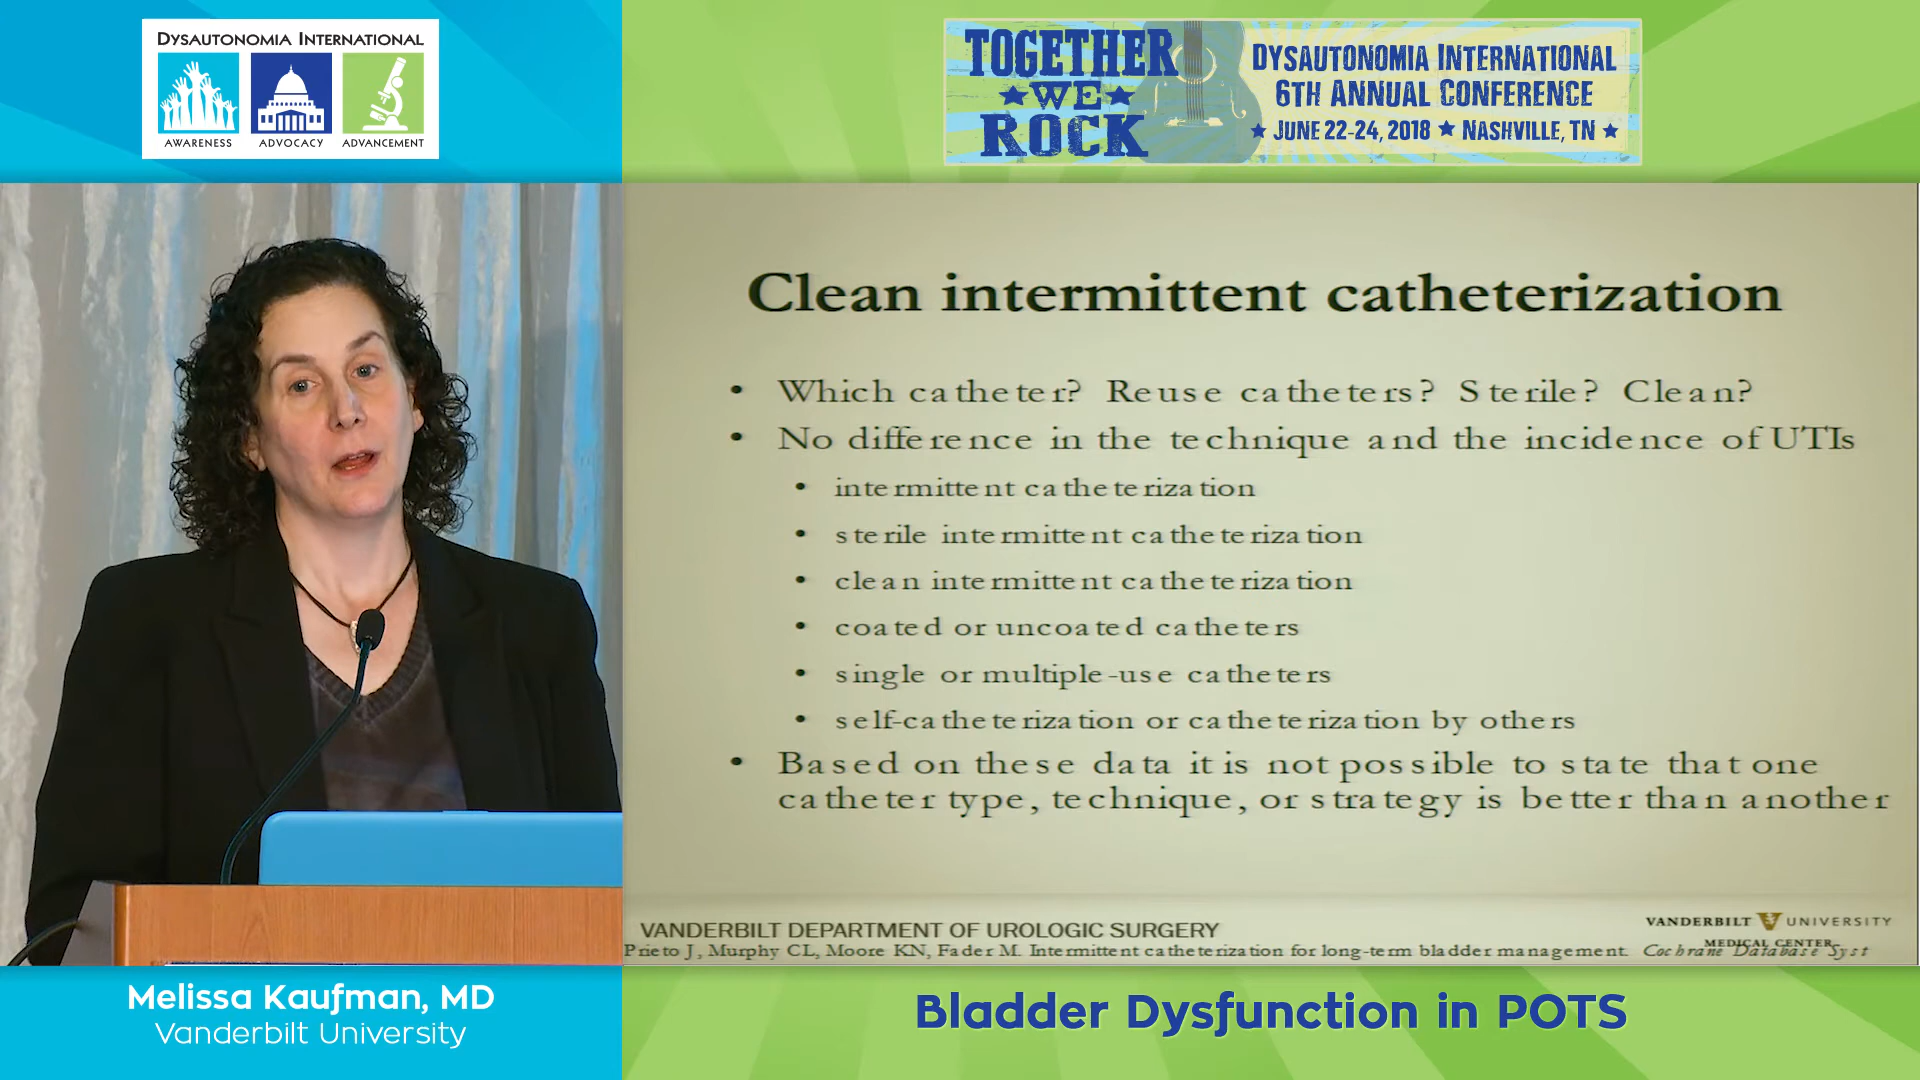 DYSAUTONOMIA INTERNATIONAL
AWARENESS ADVOCACY ADVANCEMENT
TOGETHER
WE
ROCK
DYSAUTONOMIA INTERNATIONAL
6TH ANNUAL CONFERENCE
JUNE 22-24, 2018 NASHVILLE, TN
Clean intermittent catheterization
• Which catheter? Reuse catheters? Sterile? Clean?
• No difference in the technique and the incidence of UTIs
• intermittent catheterization
• sterile intermittent catheterization
• clean intermittent catheterization
• coated or uncoated catheters
• single or multiple-use catheters
• self-catheterization or catheterization by others
• Based on these data it is not possible to state that one
catheter type, technique, or strategy is better than another
VANDERBILT DEPARTMENT OF UROLOGIC SURGERY
VANDERBILT UNIVERSITY
MEDICAL CENTER
Prieto J, Murphy CL, Moore KN, Fader M. Intermittent catheterization for long-term bladder management. Cochrane Database Syst
Melissa Kaufman, MD
Vanderbilt University
Bladder Dysfunction in POTS